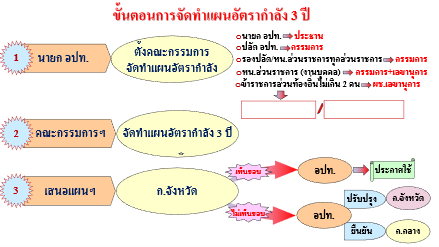 ขั้นตอนการจัดทำแผนอัตรากำลัง 3 ปี
1
นายก อปท.
ตั้งคณะกรรมการ
จัดทำแผนอัตรากำลัง
นายก อปท. ประธาน
ปลัด อปท. กรรมการ
รองปลัด/หน.ส่วนราชการทุกส่วนราชการ กรรมการ
หน.ส่วนราชการ (งานบุคคล) กรรมการ+เลขานุการ
ข้าราชการส่วนท้องถิ่นไม่เกิน 2 คน ผช.เลขานุการ
/
2
คณะกรรมการฯ
จัดทำแผนอัตรากำลัง 3 ปี
3
เสนอแผนฯ
ก.จังหวัด
เห็นชอบ
อปท.
ประกาศใช้
ไม่เห็นชอบ
อปท.
ปรับปรุง
ก.จังหวัด
ยืนยัน
ก.กลาง